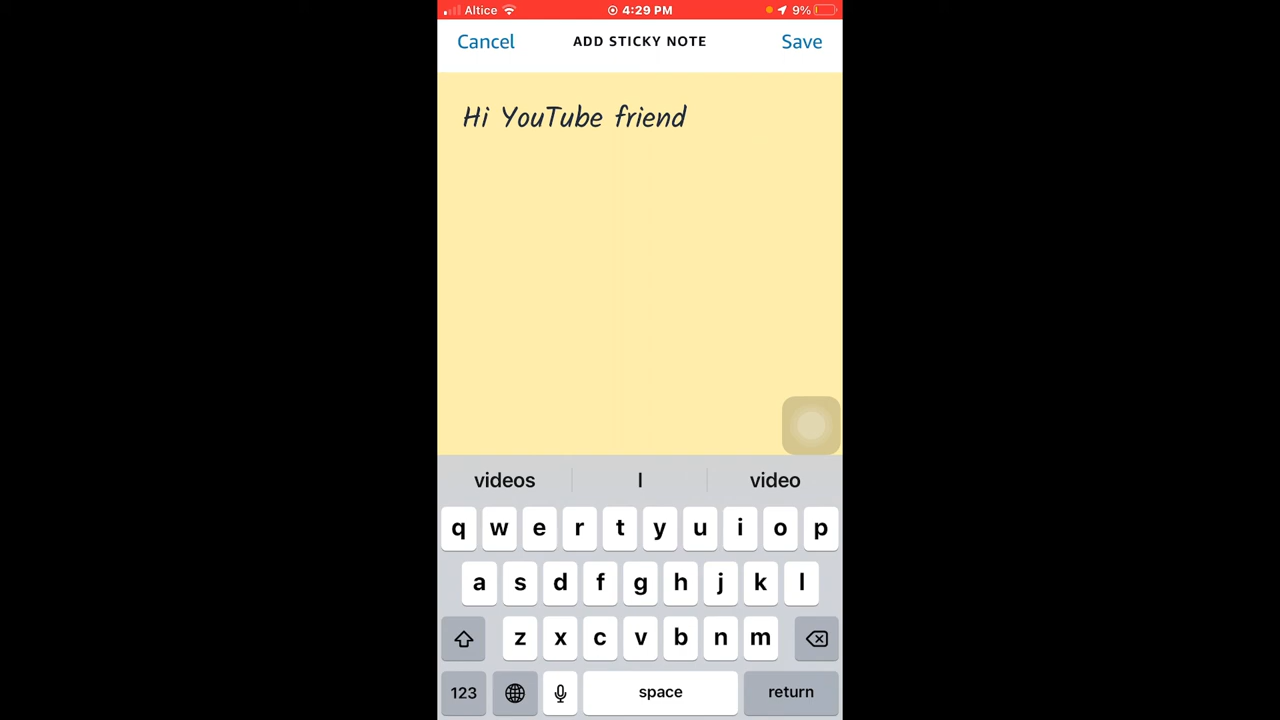 Altice 4:29 PM 9%
Cancel ADD STICKY NOTE Save
Hi YouTube friend
videos I video
q w e r t y u i o p
a s d f g h j k l
z x c v b n m
123 space return